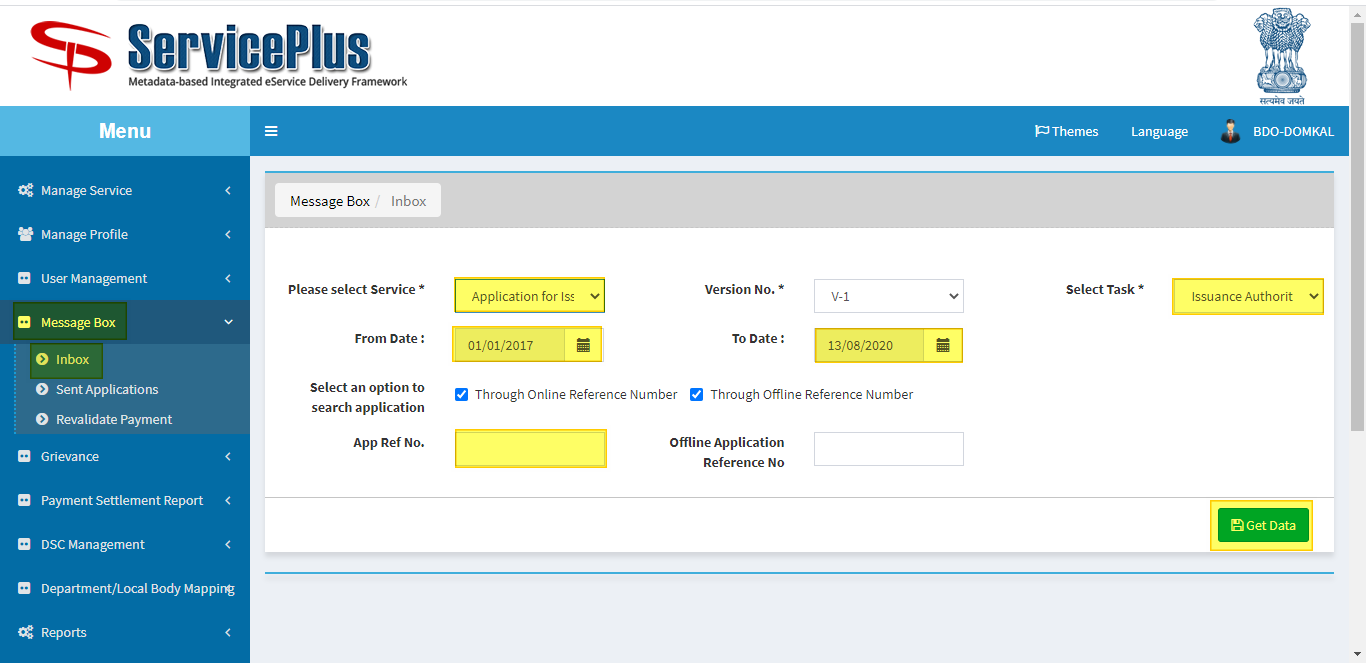 ServicePlus
Metadata-based Integrated eService Delivery Framework
सत्यमेव जयते
Menu
Themes
Language
BDO-DOMKAL
Manage Service
Manage Profile
User Management
Message Box
Inbox
Sent Applications
Revalidate Payment
Grievance
Payment Settlement Report
DSC Management
Department/Local Body Mapping
Reports
Message Box / Inbox
Please select Service *
Application for Iss
Version No. *
V-1
Select Task *
Issuance Authorit
From Date :
01/01/2017
To Date :
13/08/2020
Select an option to
search application
Through Online Reference Number
Through Offline Reference Number
App Ref No.
Offline Application
Reference No
Get Data